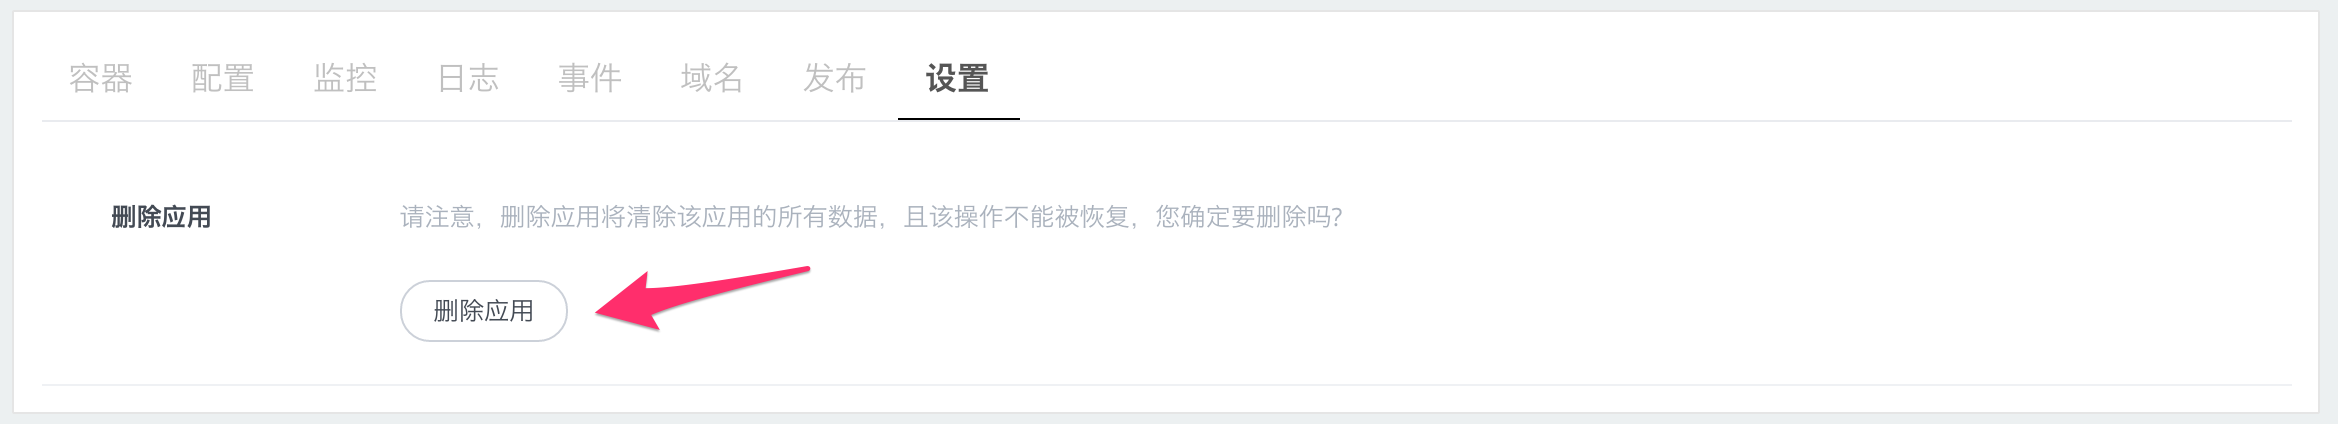 容器 配置 监控 日志 事件 域名 发布 设置
删除应用 请注意，删除应用将清除该应用的所有数据，且该操作不能被恢复，您确定要删除吗?
删除应用